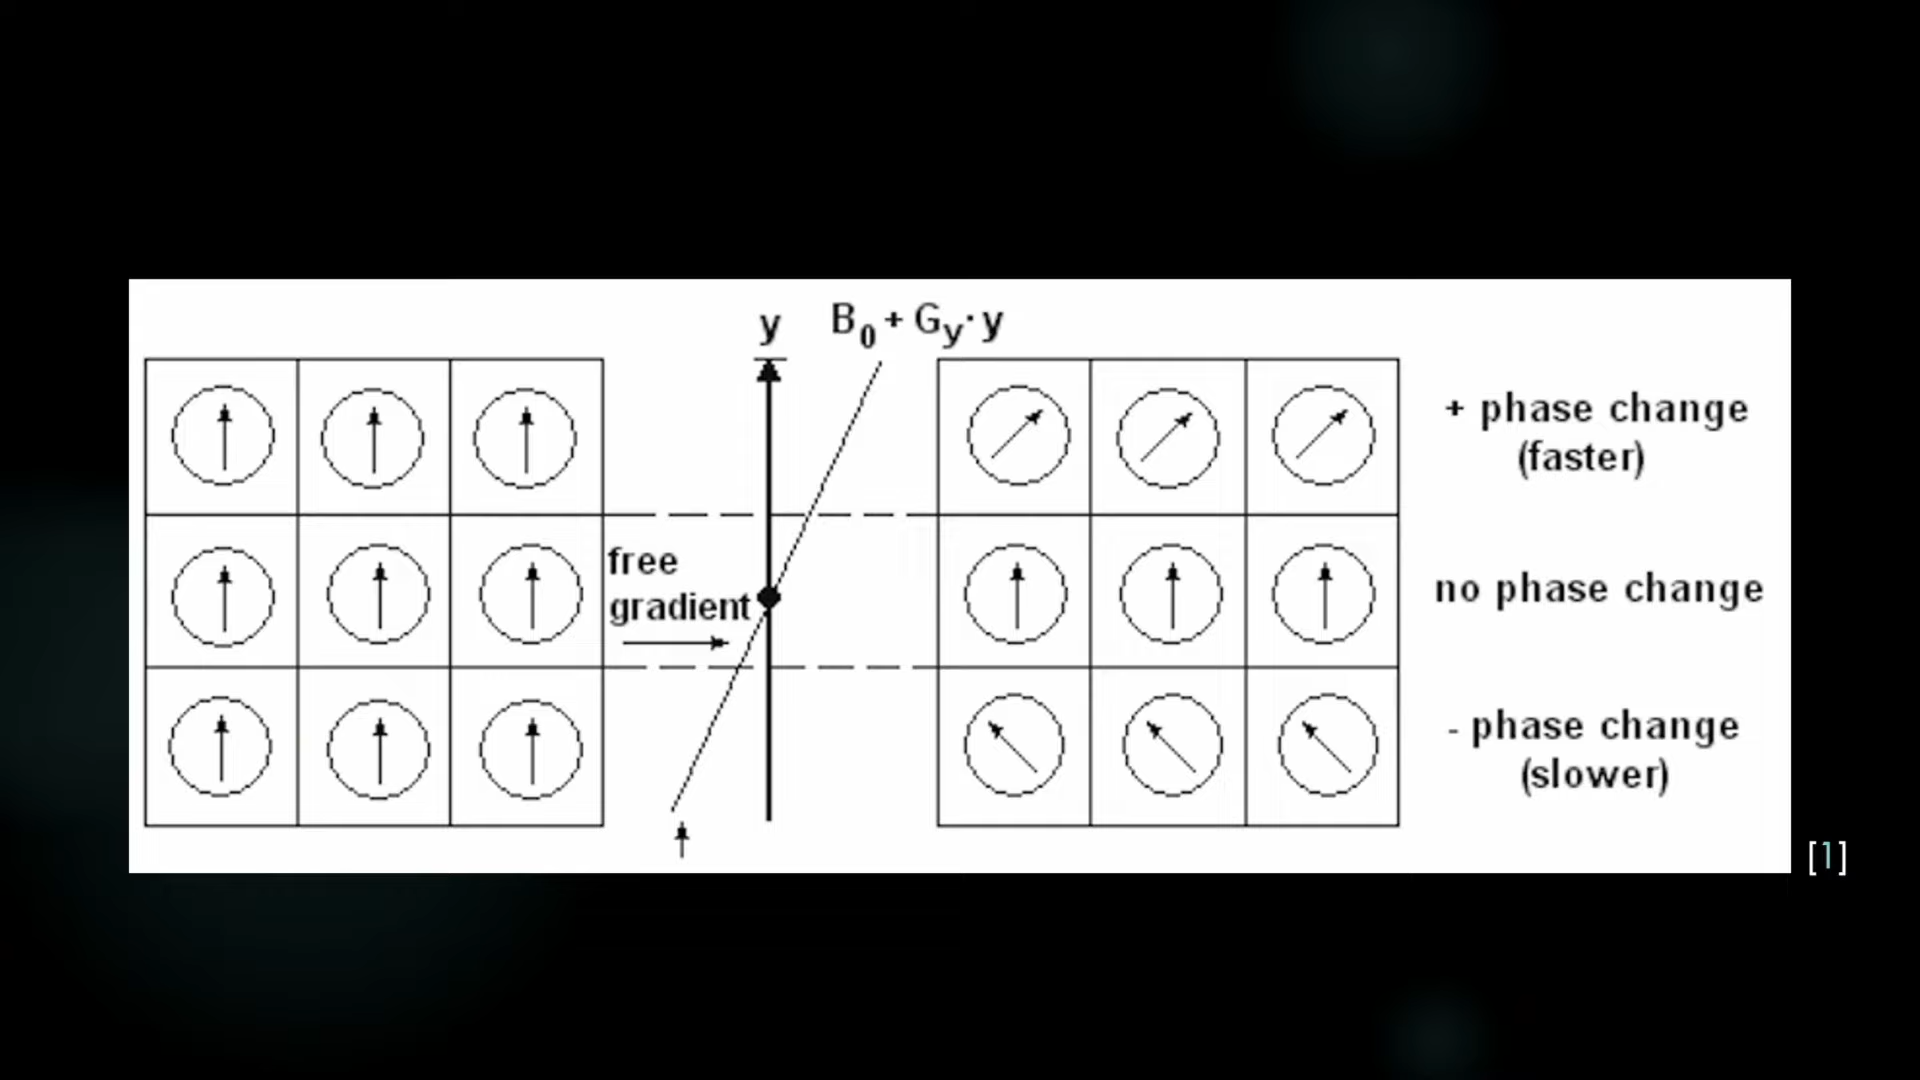 y
B₀ + Gy · y
+ phase change
(faster)
free
gradient
no phase change
- phase change
(slower)
[1]